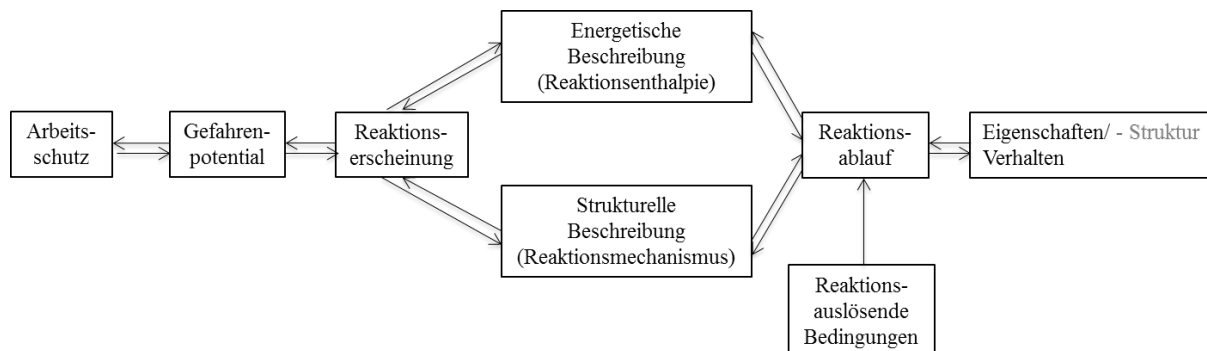 Energetische
Beschreibung
(Reaktionsenthalpie)
Arbeits-
schutz
Gefahren-
potential
Reaktions-
erscheinung
Reaktions-
ablauf
Eigenschaften/ - Struktur
Verhalten
Strukturelle
Beschreibung
(Reaktionsmechanismus)
Reaktions-
auslösende
Bedingungen